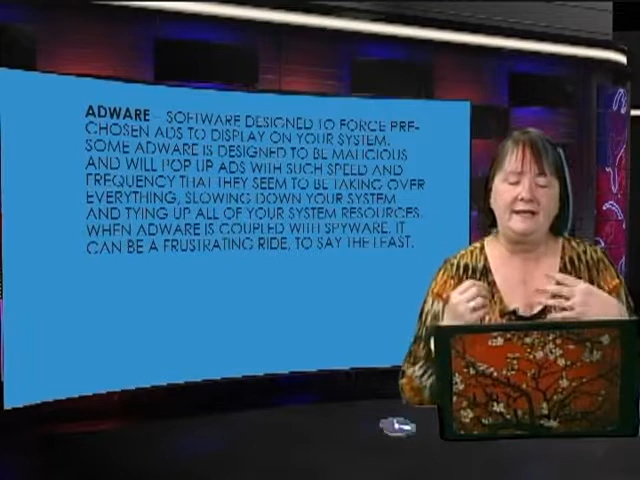 ADWARE - SOFTWARE DESIGNED TO FORCE PRE-
CHOSEN ADS TO DISPLAY ON YOUR SYSTEM.
SOME ADWARE IS DESIGNED TO BE MALICIOUS
AND WILL POP UP ADS WITH SUCH SPEED AND
FREQUENCY THAT THEY SEEM TO BE TAKING OVER
EVERYTHING, SLOWING DOWN YOUR SYSTEM
AND TYING UP ALL OF YOUR SYSTEM RESOURCES.
WHEN ADWARE IS COUPLED WITH SPYWARE, IT
CAN BE A FRUSTRATING RIDE, TO SAY THE LEAST.